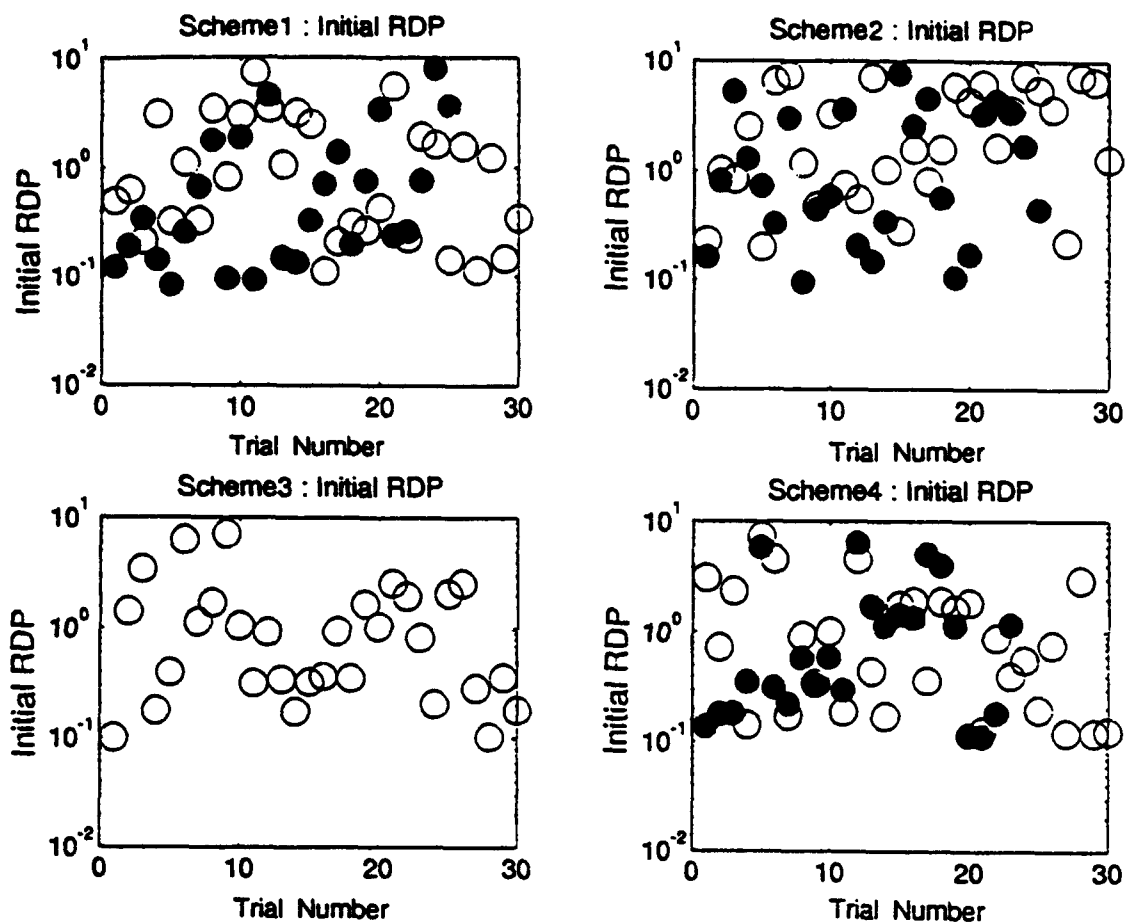 Scheme1 : Initial RDP
10^1
10^0
10^-1
10^-2
Initial RDP
0 10 20 30
Trial Number
Scheme2 : Initial RDP
10^1
10^0
10^-1
10^-2
Initial RDP
0 10 20 30
Trial Number
Scheme3 : Initial RDP
10^1
10^0
10^-1
10^-2
Initial RDP
0 10 20 30
Trial Number
Scheme4 : Initial RDP
10^1
10^0
10^-1
10^-2
Initial RDP
0 10 20 30
Trial Number